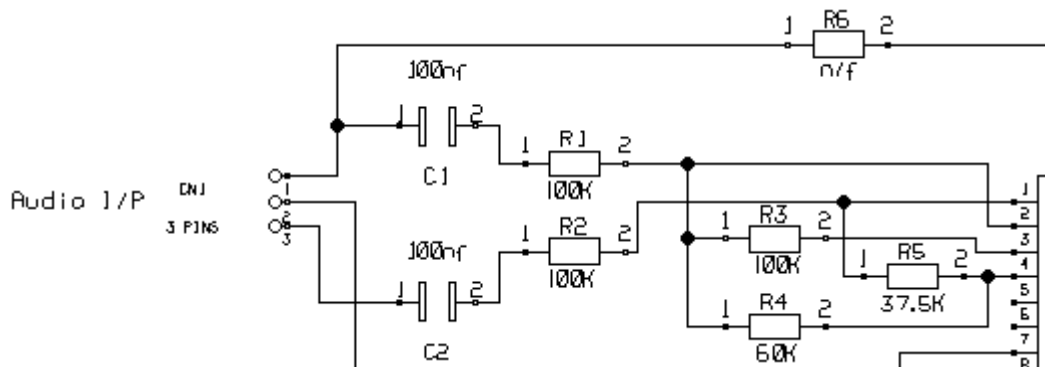 1 R6 2
n/f
100nf
1 2
C1
1 R1 2
100K
Audio I/P CN1
3 PINS
1
2
3
100nf
1 2
C2
1 R2 2
100K
1 R3 2
100K
1 R4 2
60K
1 R5 2
37.5K
1
2
3
4
5
6
7
8